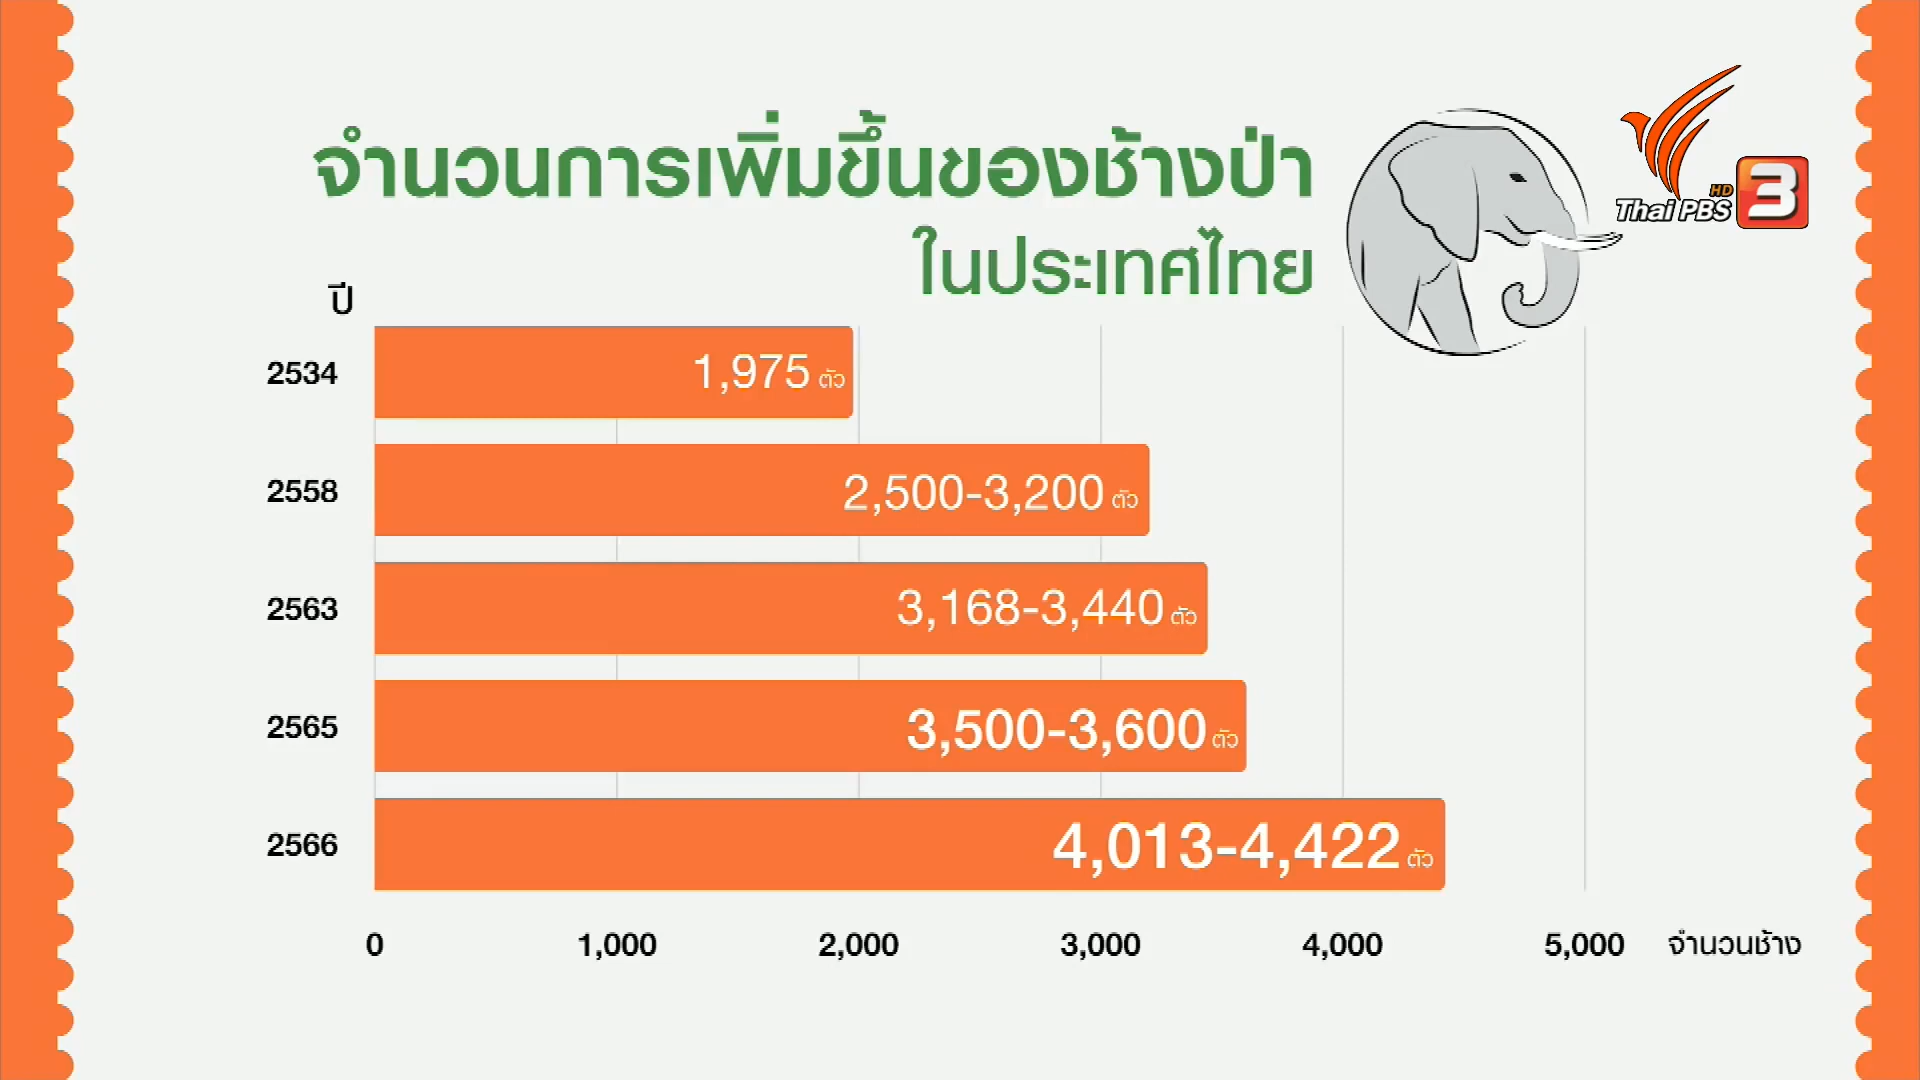 จำนวนการเพิ่มขึ้นของช้างป่า
ในประเทศไทย
HD
Thai PBS 3
ปี
2534 1,975 ตัว
2558 2,500-3,200 ตัว
2563 3,168-3,440 ตัว
2565 3,500-3,600 ตัว
2566 4,013-4,422 ตัว
0 1,000 2,000 3,000 4,000 5,000 จำนวนช้าง